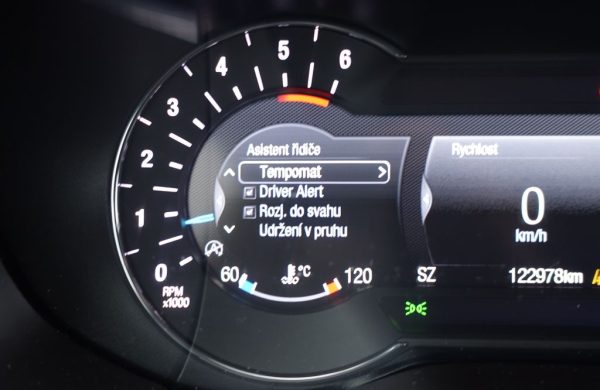 6
5
4
3
2
1
0
RPM
x1000
Asistent řidiče
Tempomat
Driver Alert
Rozj. do svahu
Udržení v pruhu
60 °C 120
Rychlost
0
km/h
SZ 122978km